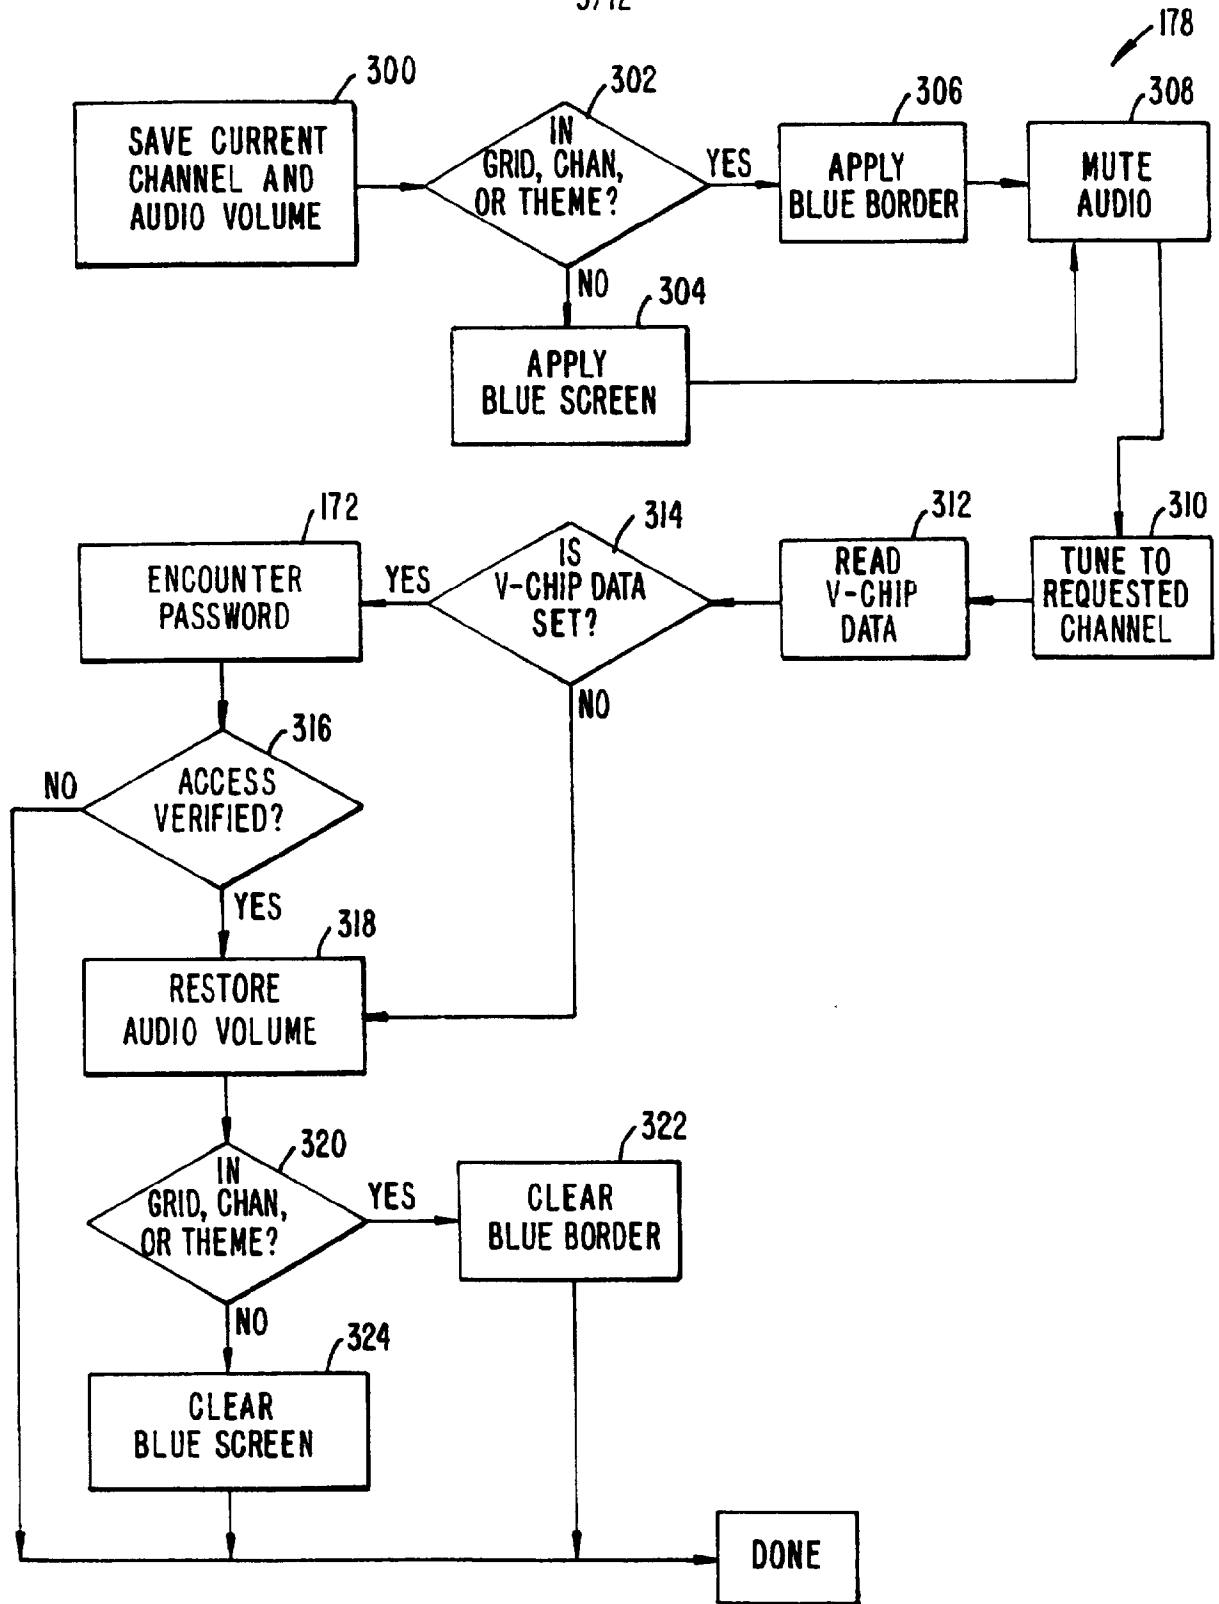 178
300
SAVE CURRENT
CHANNEL AND
AUDIO VOLUME
302
IN
GRID, CHAN,
OR THEME?
YES
306
APPLY
BLUE BORDER
308
MUTE
AUDIO
NO
304
APPLY
BLUE SCREEN
310
TUNE TO
REQUESTED
CHANNEL
312
READ
V-CHIP
DATA
314
IS
V-CHIP DATA
SET?
YES
172
ENCOUNTER
PASSWORD
NO
316
ACCESS
VERIFIED?
NO
YES
318
RESTORE
AUDIO VOLUME
320
IN
GRID, CHAN,
OR THEME?
YES
322
CLEAR
BLUE BORDER
NO
324
CLEAR
BLUE SCREEN
DONE